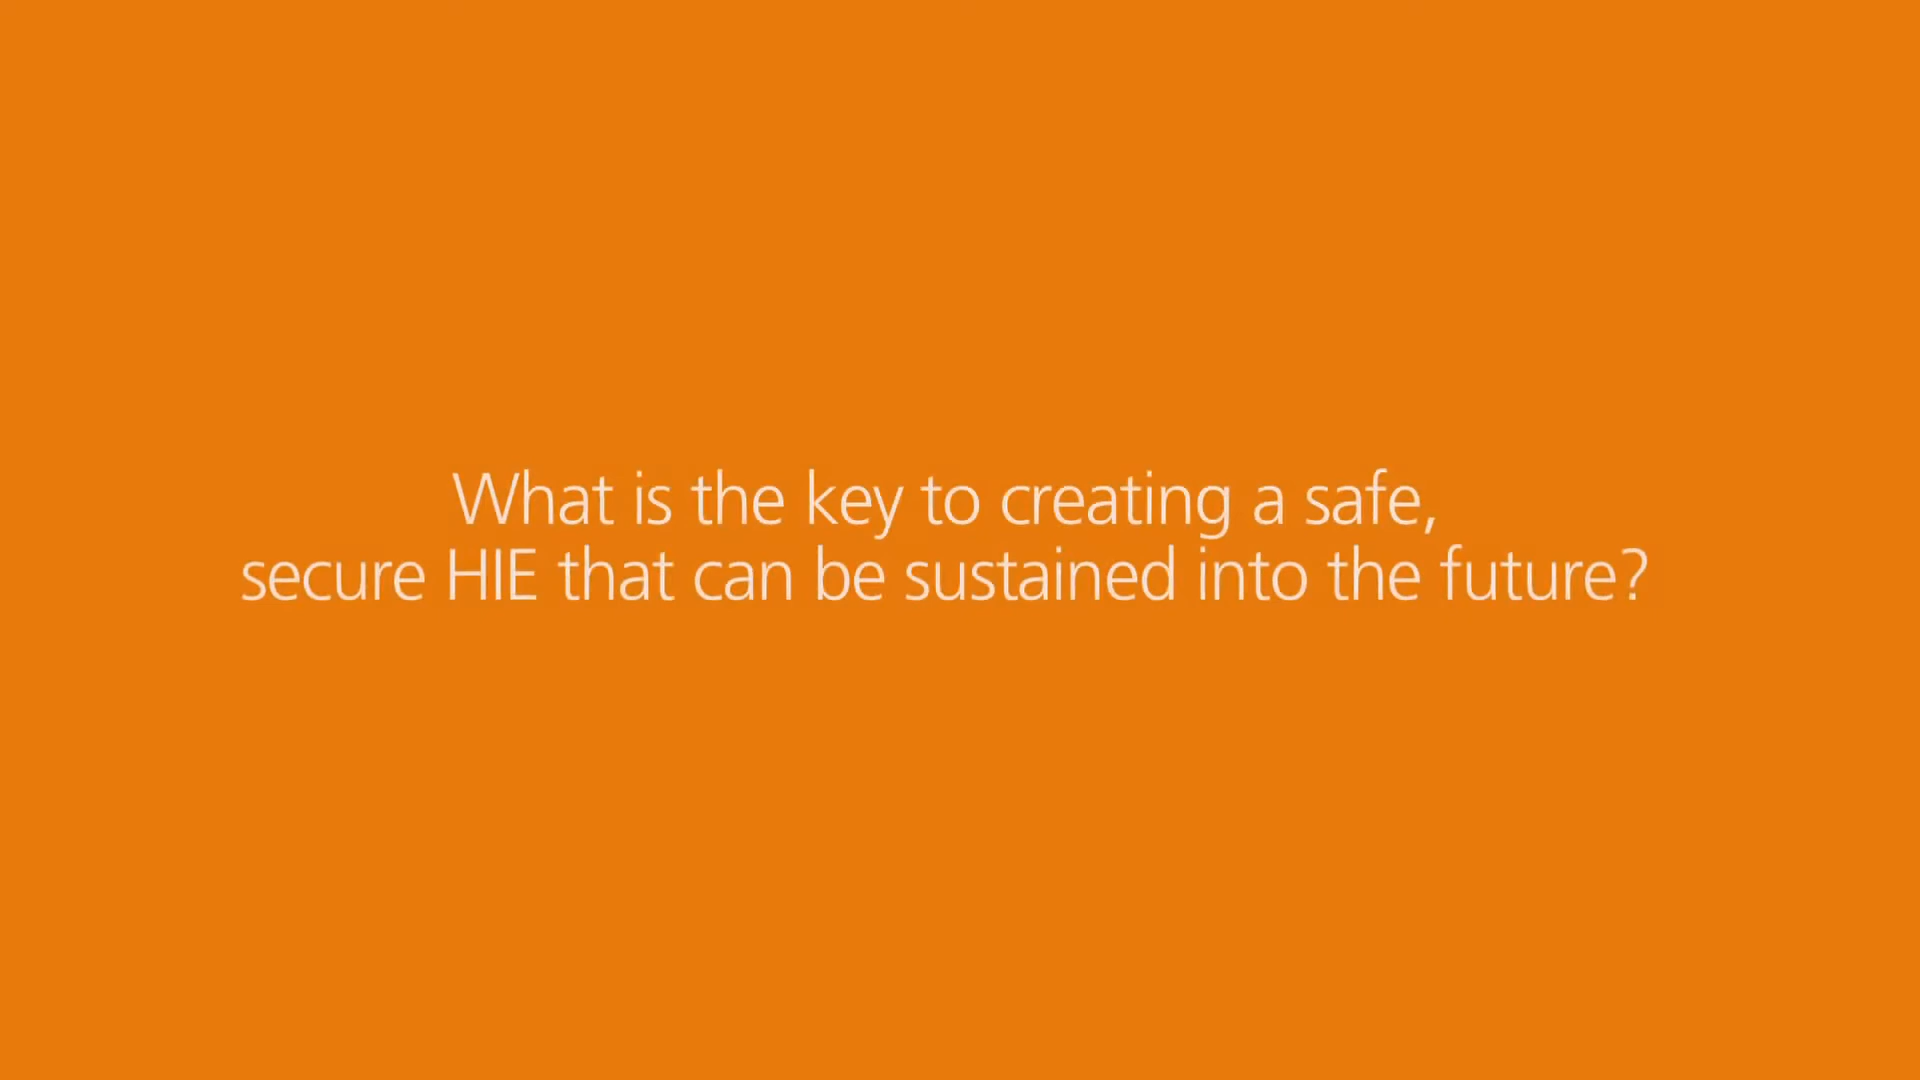 What is the key to creating a safe,
secure HIE that can be sustained into the future?